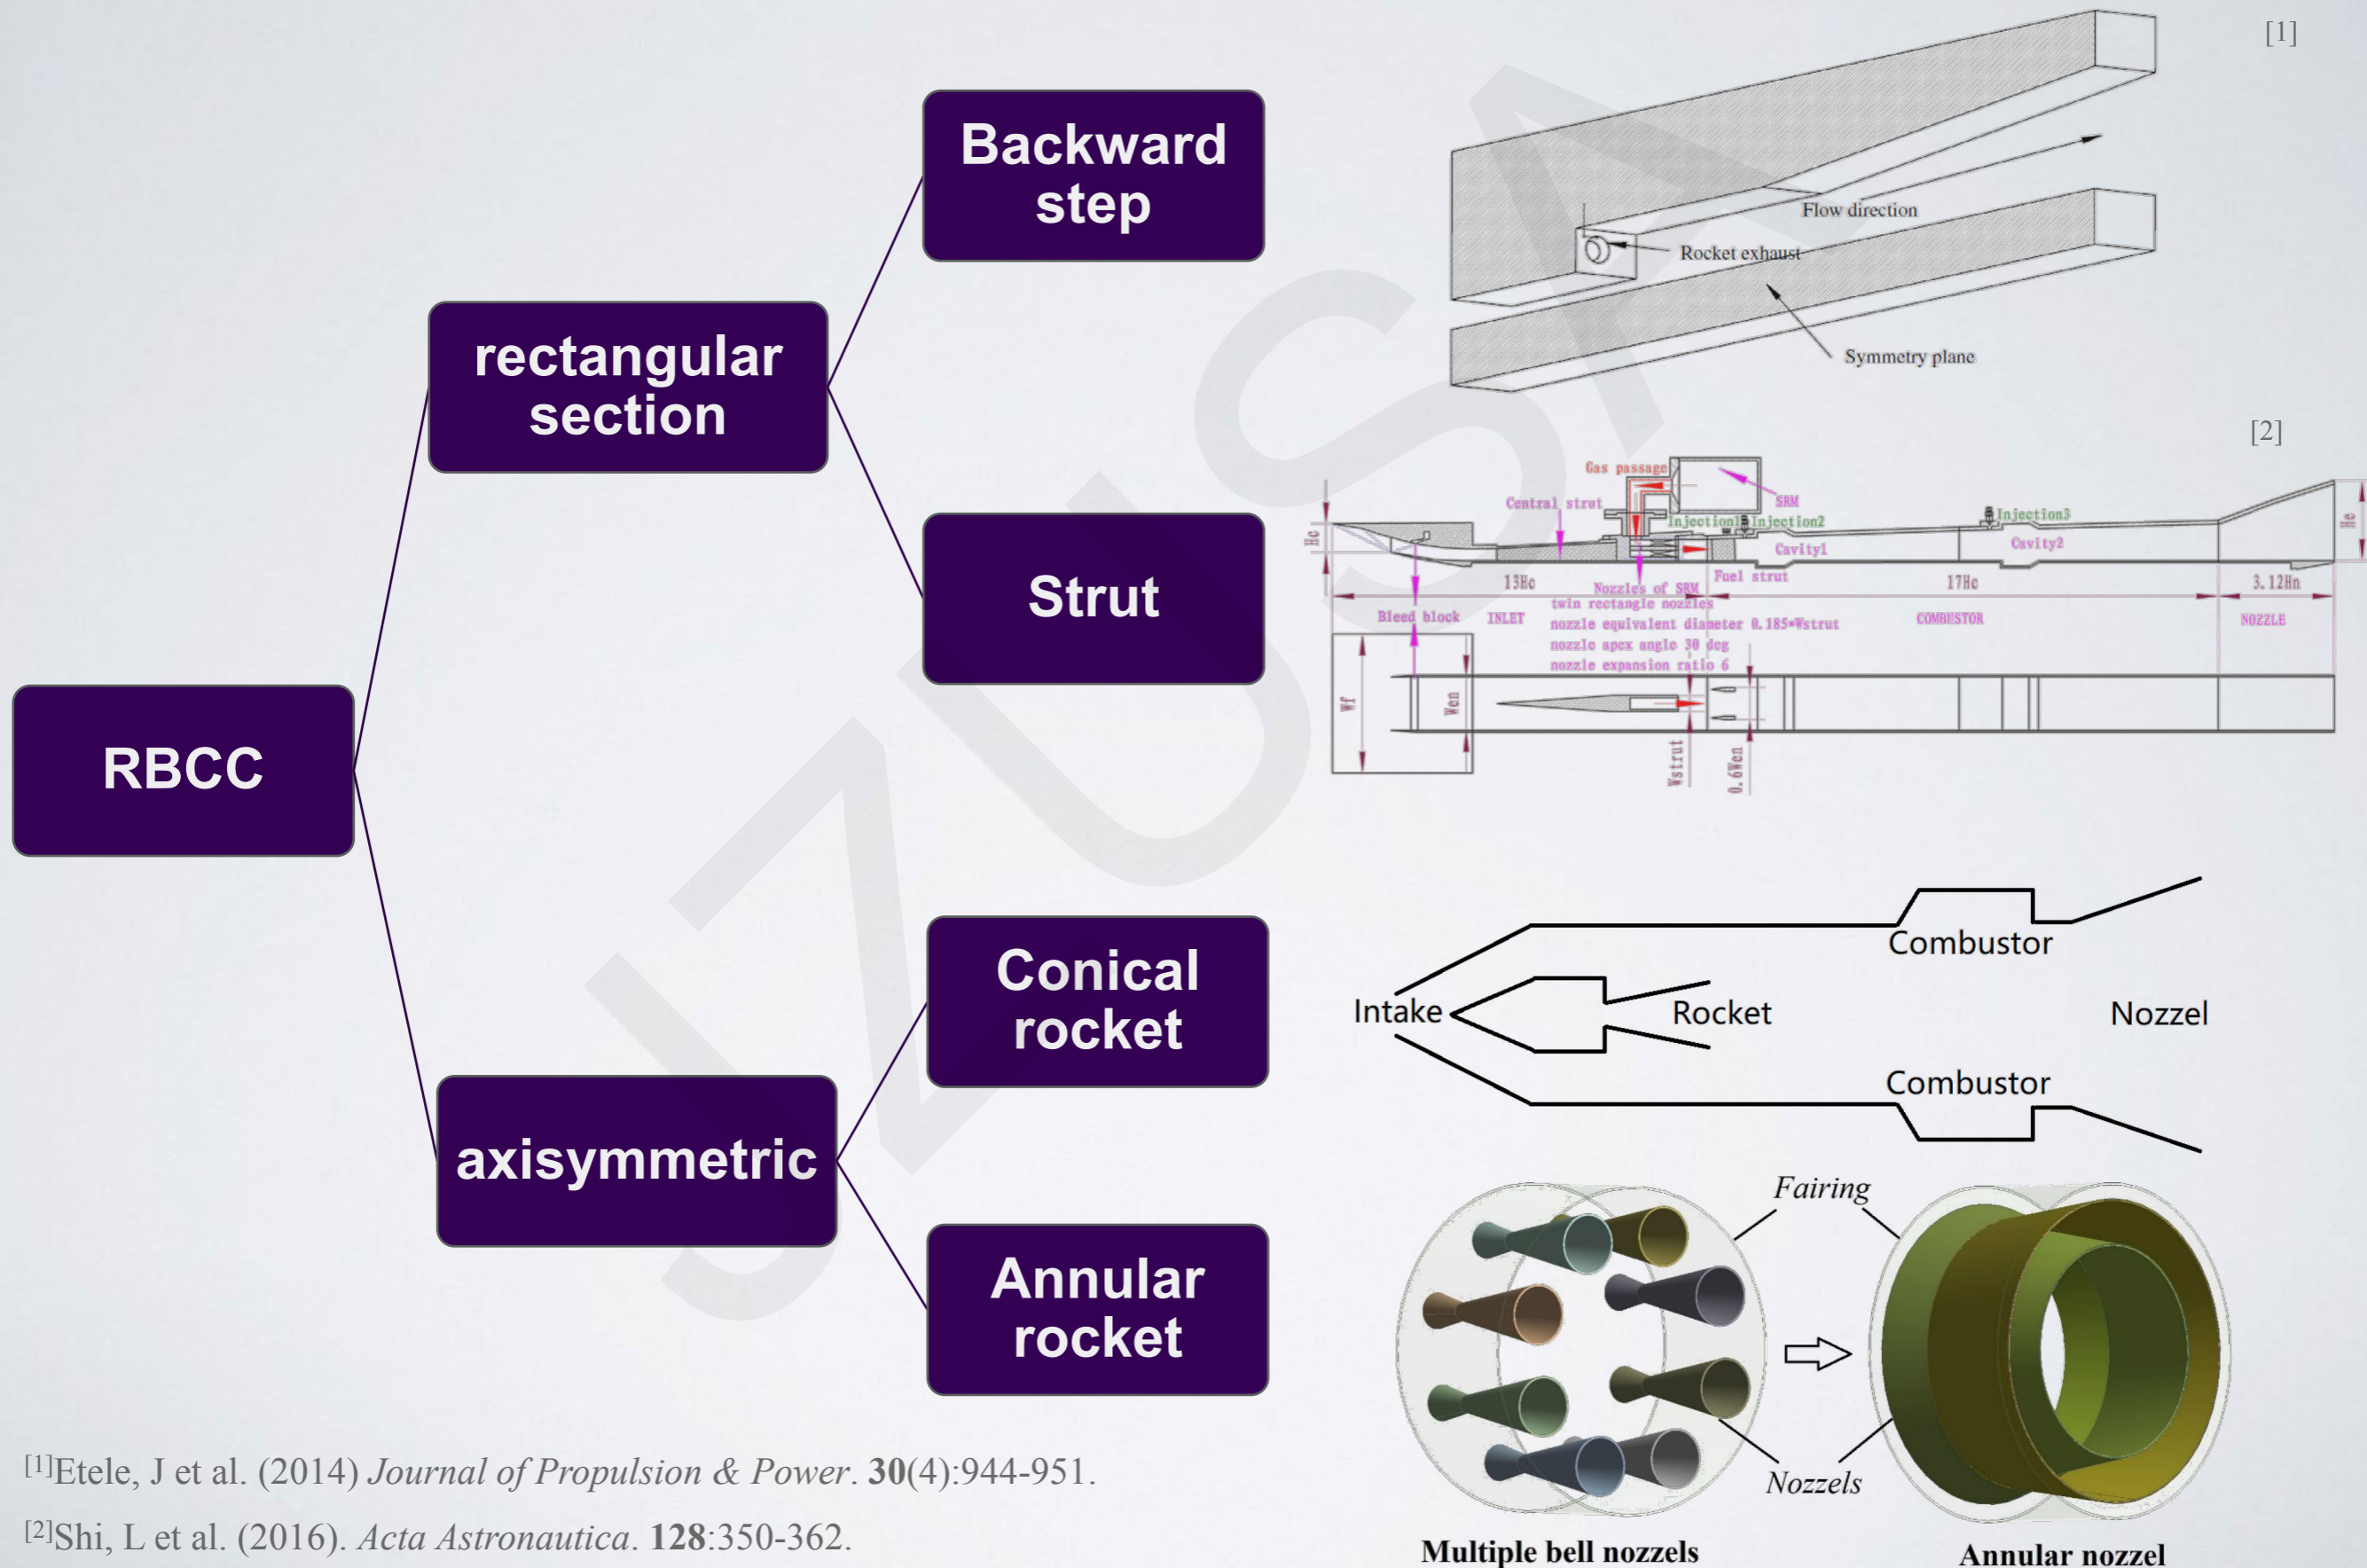 RBCC
rectangular
section
axisymmetric
Backward
step
Strut
Conical
rocket
Annular
rocket
[1]
Flow direction
Rocket exhaust
Symmetry plane
[2]
Gas passage
SRM
Central strut
Injection1
Injection2
Injection3
Hc
He
Cavity1
Cavity2
13Hc
Nozzles of SRM
Fuel strut
17Hc
3.12Hn
twin rectangle nozzles
Bleed block
INLET
nozzle equivalent diameter 0.185*Wstrut
COMBUSTOR
NOZZLE
nozzle apex angle 30 deg
nozzle expansion ratio 6
Wf
Wen
Wstrut
0.6Wen
Combustor
Intake
Rocket
Nozzel
Combustor
Fairing
Nozzels
Multiple bell nozzels
Annular nozzel
[1]Etele, J et al. (2014) Journal of Propulsion & Power. 30(4):944-951.
[2]Shi, L et al. (2016). Acta Astronautica. 128:350-362.
JZUSA